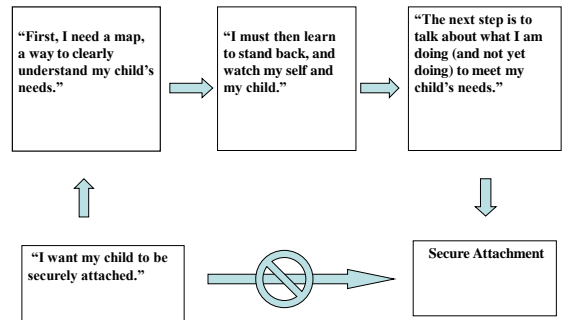 “First, I need a map,
a way to clearly
understand my child’s
needs.”
“I must then learn
to stand back, and
watch my self and
my child.”
“The next step is to
talk about what I am
doing (and not yet
doing) to meet my
child’s needs.”
“I want my child to be
securely attached.”
Secure Attachment